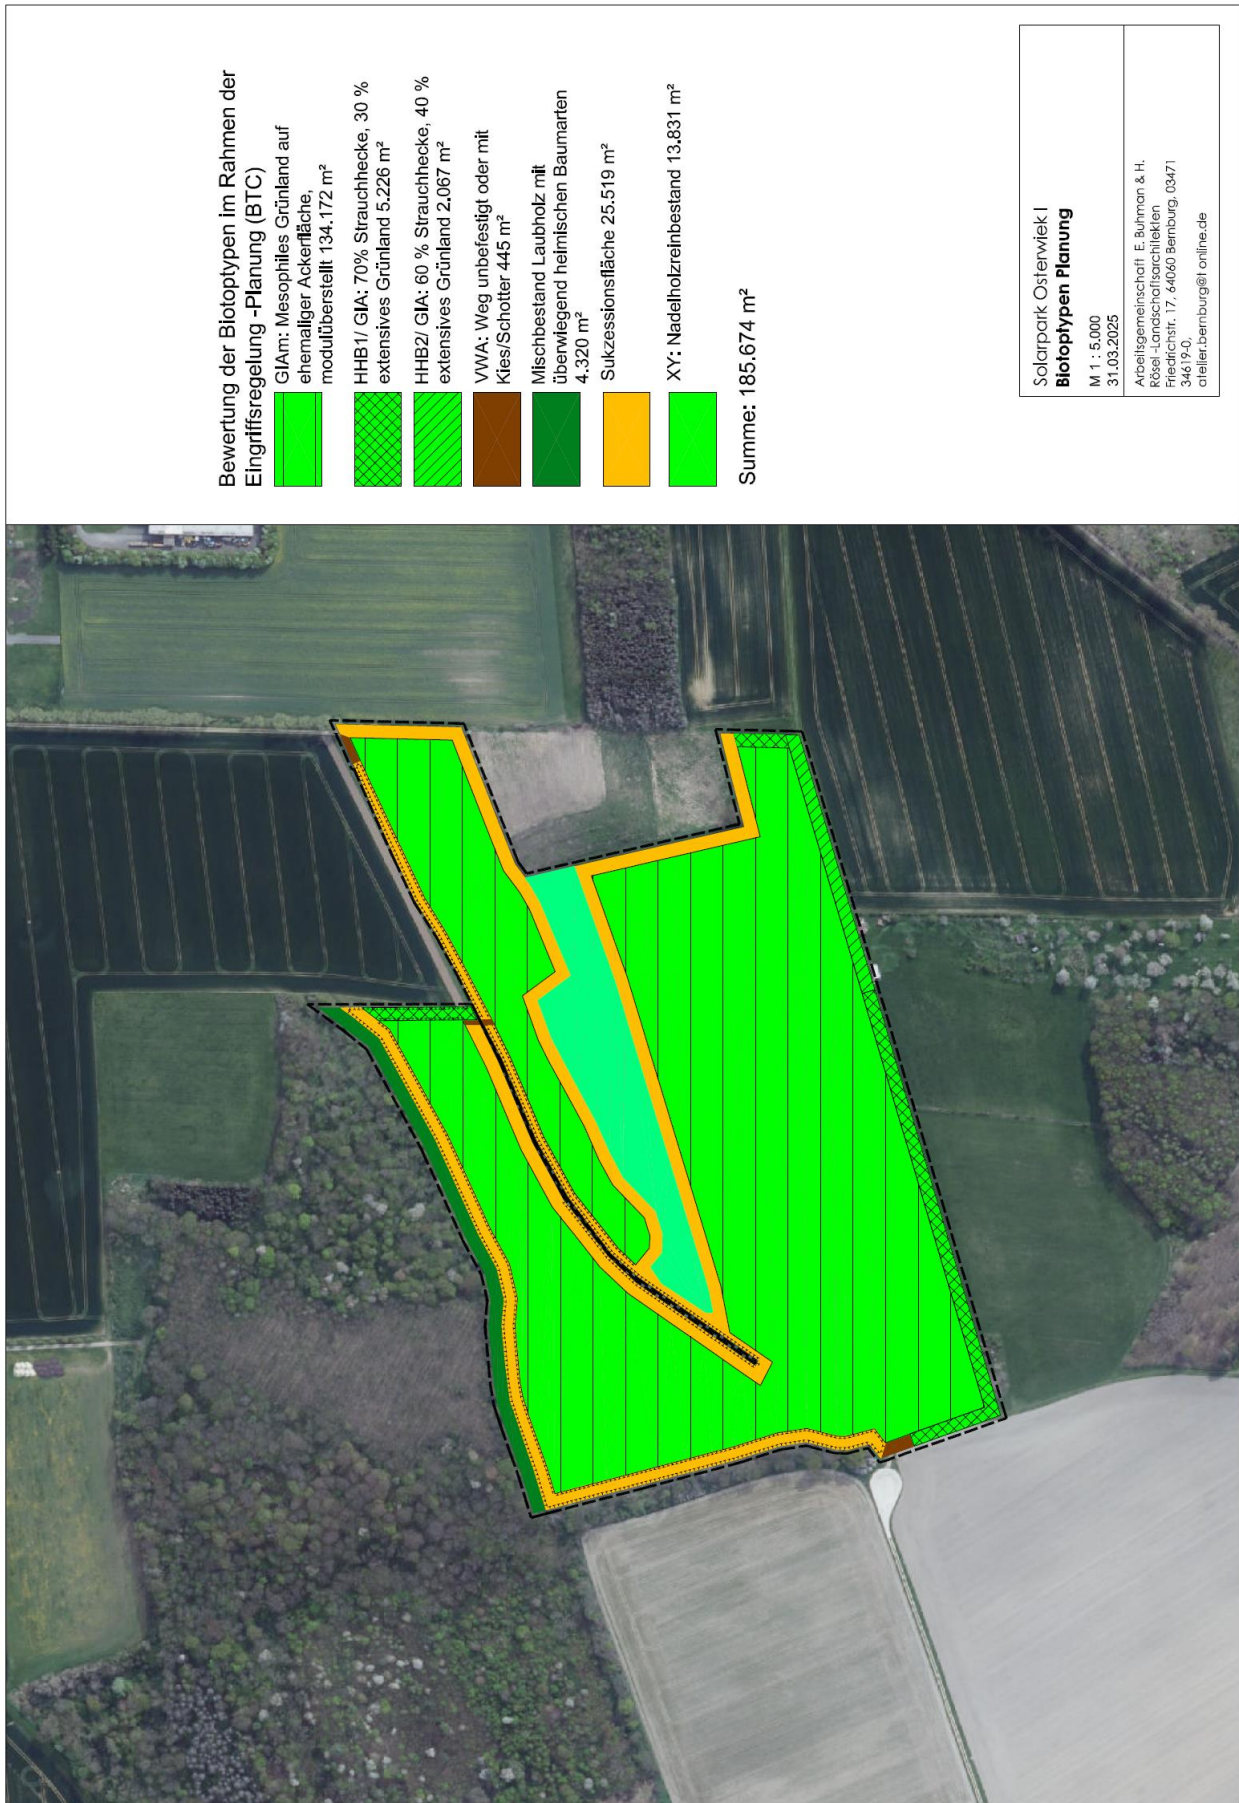 Bewertung der Biotoptypen im Rahmen der
Eingriffsregelung -Planung (BTC)
GIAm: Mesophiles Grünland auf
ehemaliger Ackerfläche,
modulüberstellt 134.172 m²
HHB1/ GIA: 70% Strauchhecke, 30 %
extensives Grünland 5.226 m²
HHB2/ GIA: 60 % Strauchhecke, 40 %
extensives Grünland 2.067 m²
VWA: Weg unbefestigt oder mit
Kies/Schotter 445 m²
Mischbestand Laubholz mit
überwiegend heimischen Baumarten
4.320 m²
Sukzessionsfläche 25.519 m²
XY: Nadelholzreinbestand 13.831 m²
Summe: 185.674 m²
Solarpark Osterwiek I
Biotoptypen Planung
M 1 : 5.000
31.03.2025
Arbeitsgemeinschaft E. Buhman & H.
Rösel -Landschaftsarchitekten
Friedrichstr. 17, 64060 Bernburg, 03471
34619-0,
atelier.bernburg@t online.de